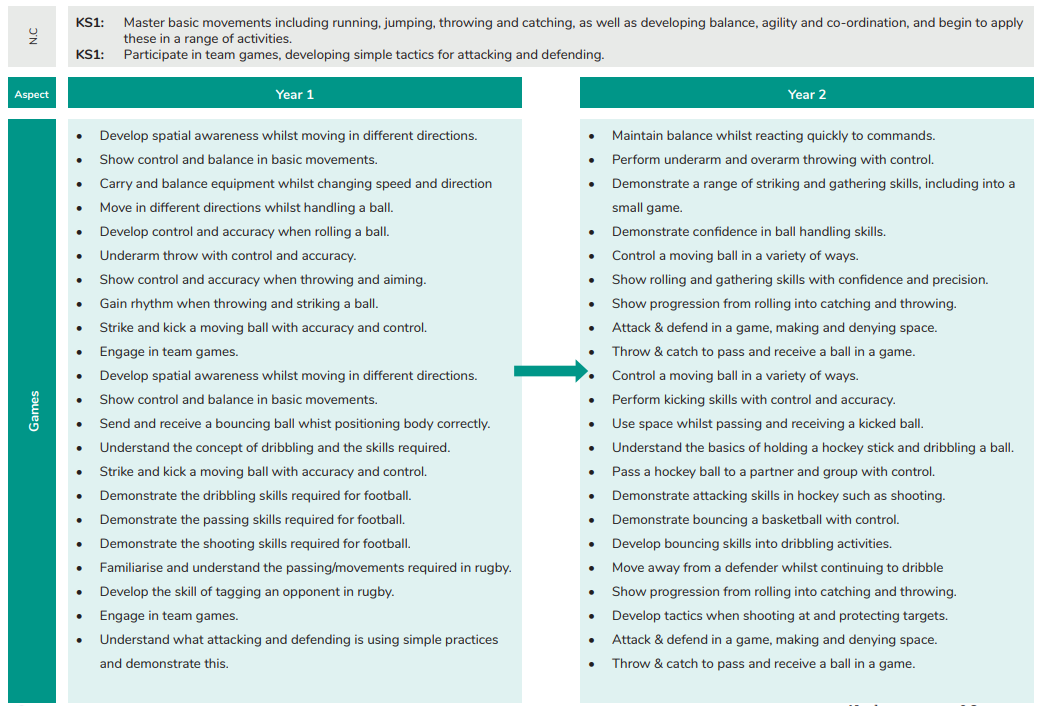 N.C
KS1: Master basic movements including running, jumping, throwing and catching, as well as developing balance, agility and co-ordination, and begin to apply
these in a range of activities.
KS1: Participate in team games, developing simple tactics for attacking and defending.
Aspect
Year 1
Year 2
Games
• Develop spatial awareness whilst moving in different directions.
• Show control and balance in basic movements.
• Carry and balance equipment whilst changing speed and direction
• Move in different directions whilst handling a ball.
• Develop control and accuracy when rolling a ball.
• Underarm throw with control and accuracy.
• Show control and accuracy when throwing and aiming.
• Gain rhythm when throwing and striking a ball.
• Strike and kick a moving ball with accuracy and control.
• Engage in team games.
• Develop spatial awareness whilst moving in different directions.
• Show control and balance in basic movements.
• Send and receive a bouncing ball whist positioning body correctly.
• Understand the concept of dribbling and the skills required.
• Strike and kick a moving ball with accuracy and control.
• Demonstrate the dribbling skills required for football.
• Demonstrate the passing skills required for football.
• Demonstrate the shooting skills required for football.
• Familiarise and understand the passing/movements required in rugby.
• Develop the skill of tagging an opponent in rugby.
• Engage in team games.
• Understand what attacking and defending is using simple practices
and demonstrate this.
• Maintain balance whilst reacting quickly to commands.
• Perform underarm and overarm throwing with control.
• Demonstrate a range of striking and gathering skills, including into a
small game.
• Demonstrate confidence in ball handling skills.
• Control a moving ball in a variety of ways.
• Show rolling and gathering skills with confidence and precision.
• Show progression from rolling into catching and throwing.
• Attack & defend in a game, making and denying space.
• Throw & catch to pass and receive a ball in a game.
• Control a moving ball in a variety of ways.
• Perform kicking skills with control and accuracy.
• Use space whilst passing and receiving a kicked ball.
• Understand the basics of holding a hockey stick and dribbling a ball.
• Pass a hockey ball to a partner and group with control.
• Demonstrate attacking skills in hockey such as shooting.
• Demonstrate bouncing a basketball with control.
• Develop bouncing skills into dribbling activities.
• Move away from a defender whilst continuing to dribble
• Show progression from rolling into catching and throwing.
• Develop tactics when shooting at and protecting targets.
• Attack & defend in a game, making and denying space.
• Throw & catch to pass and receive a ball in a game.